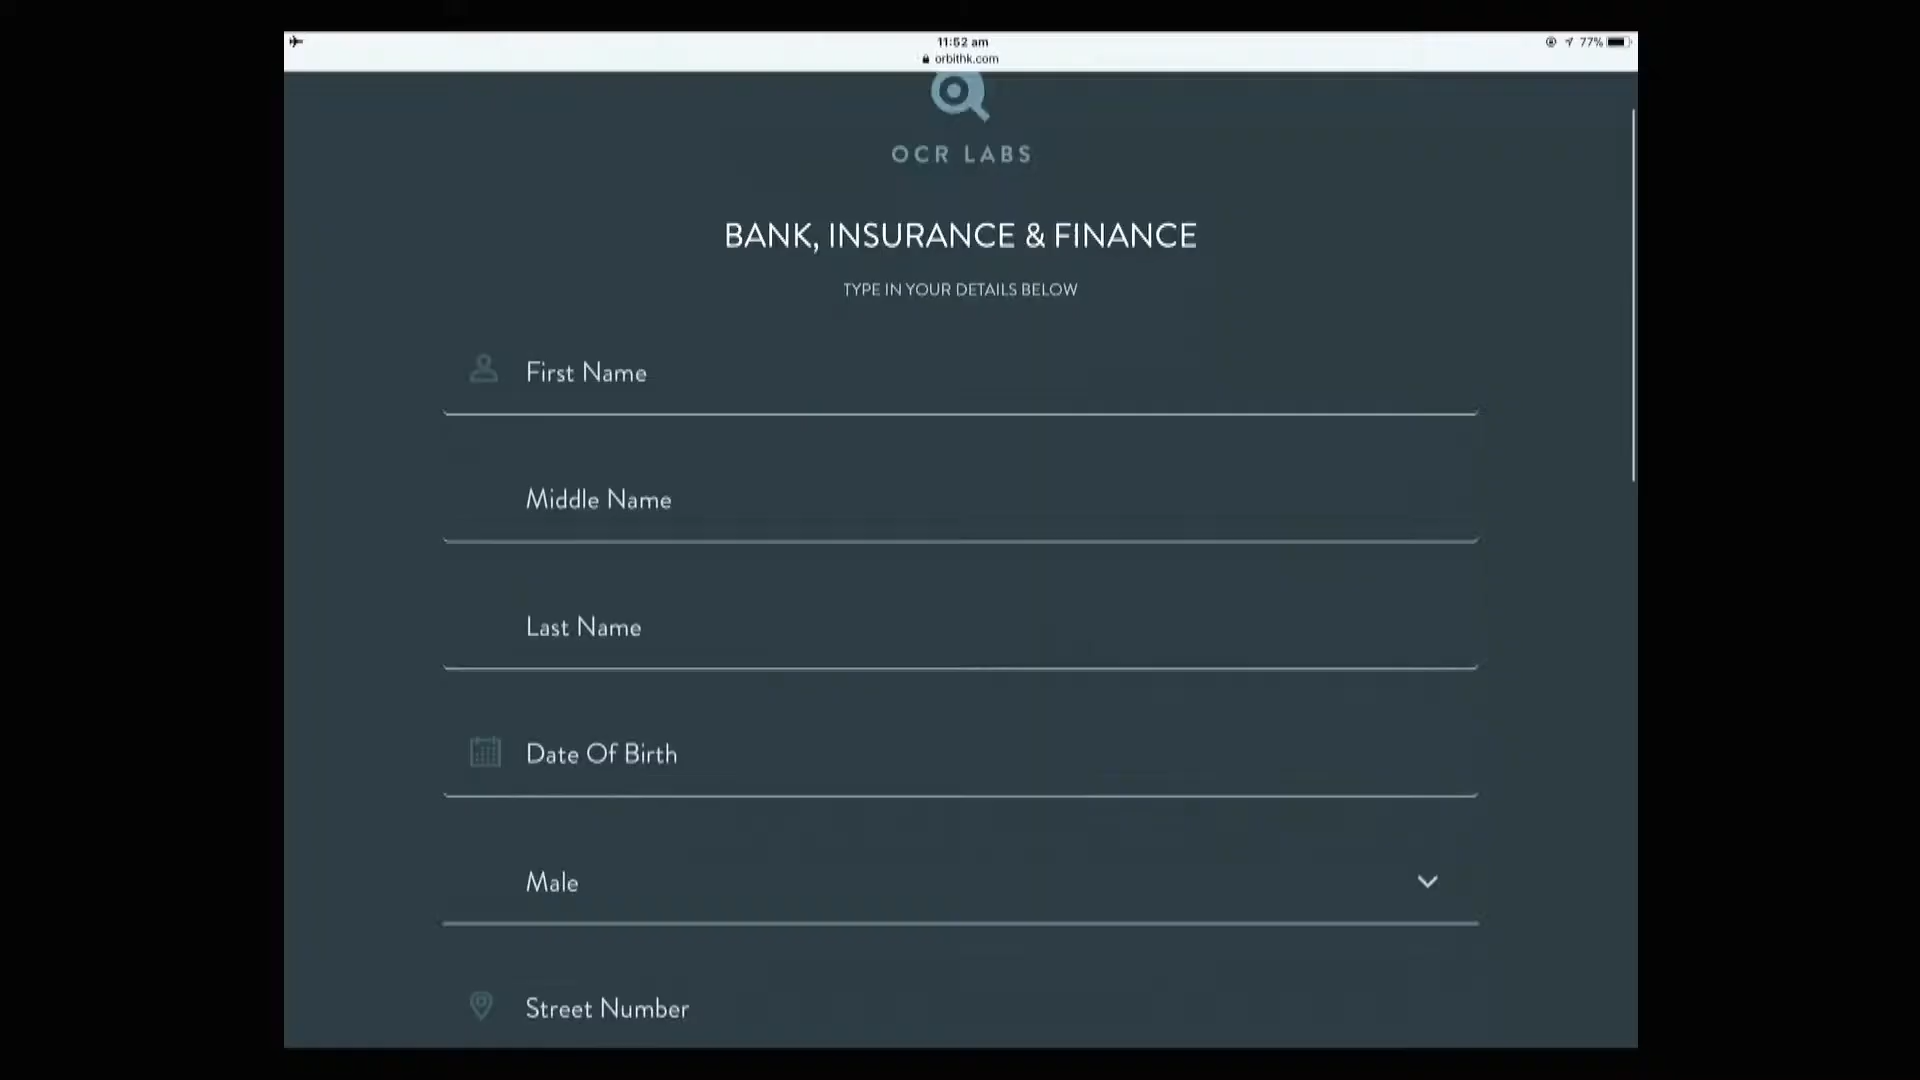 11:52 am
77%
orbithk.com
OCR LABS
BANK, INSURANCE & FINANCE
TYPE IN YOUR DETAILS BELOW
First Name
Middle Name
Last Name
Date Of Birth
Male
Street Number